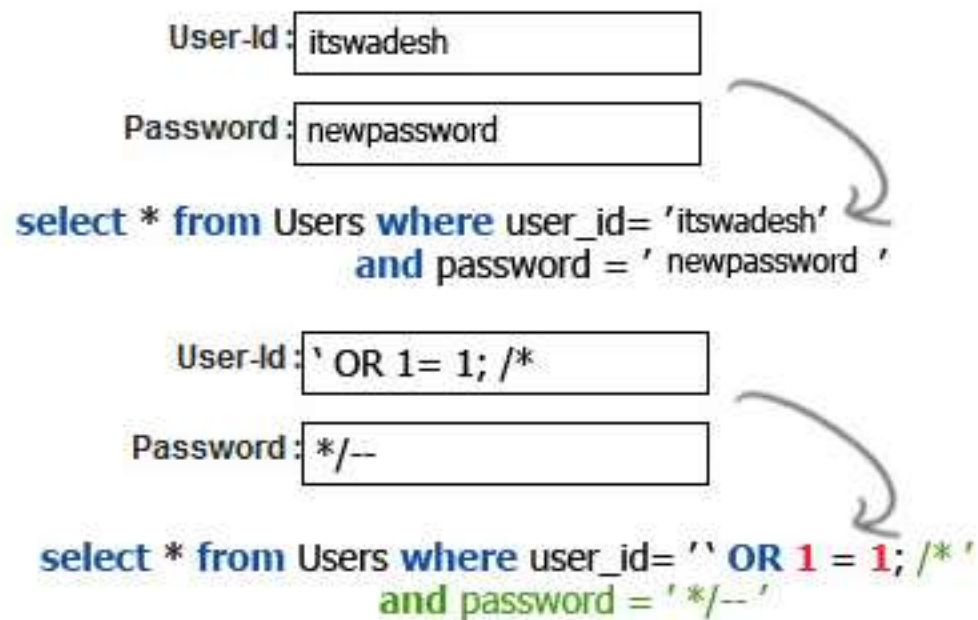 User-Id : itswadesh
Password : newpassword
select * from Users where user_id= ′itswadesh′
and password = ′ newpassword ′
User-Id : ‵ OR 1= 1; /*
Password : */--
select * from Users where user_id= ′‵ OR 1 = 1; /* ′
and password = ′ */-- ′